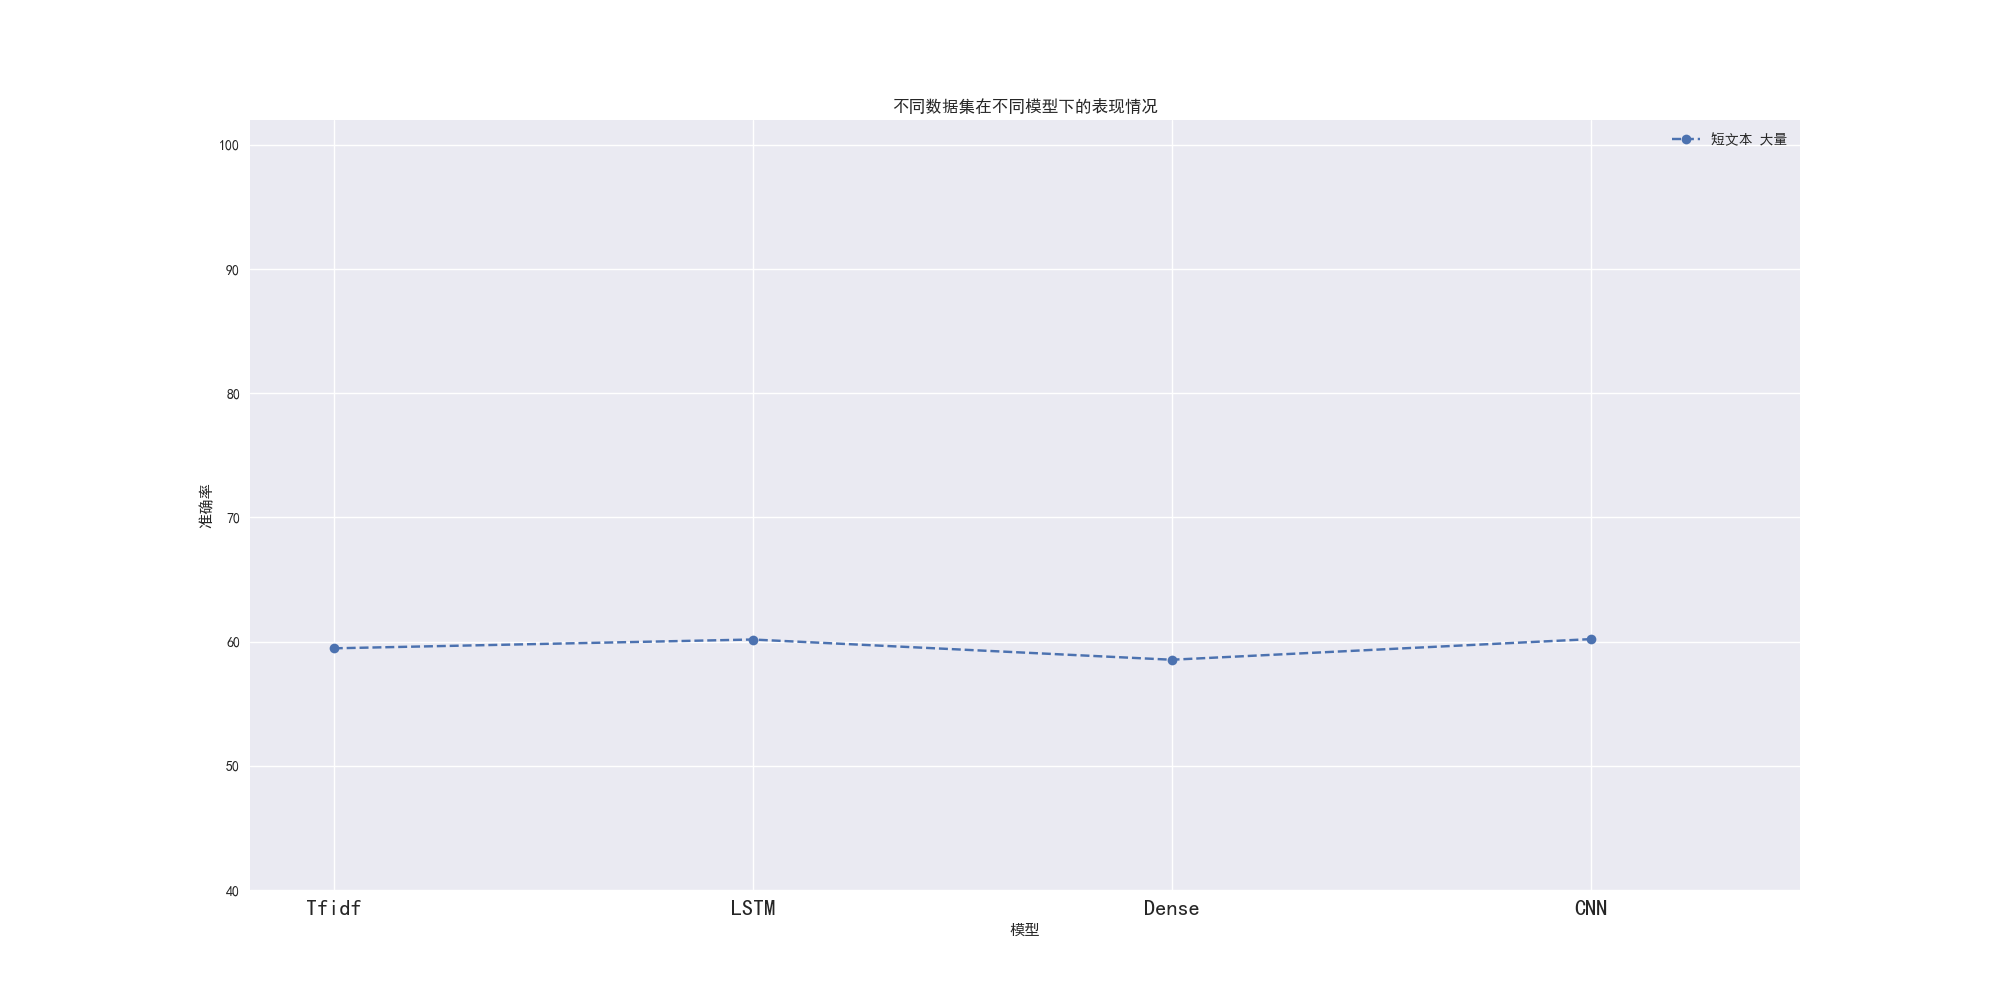 不同数据集在不同模型下的表现情况
短文本 大量
100
90
80
70
60
50
40
准确率
Tfidf
LSTM
Dense
CNN
模型